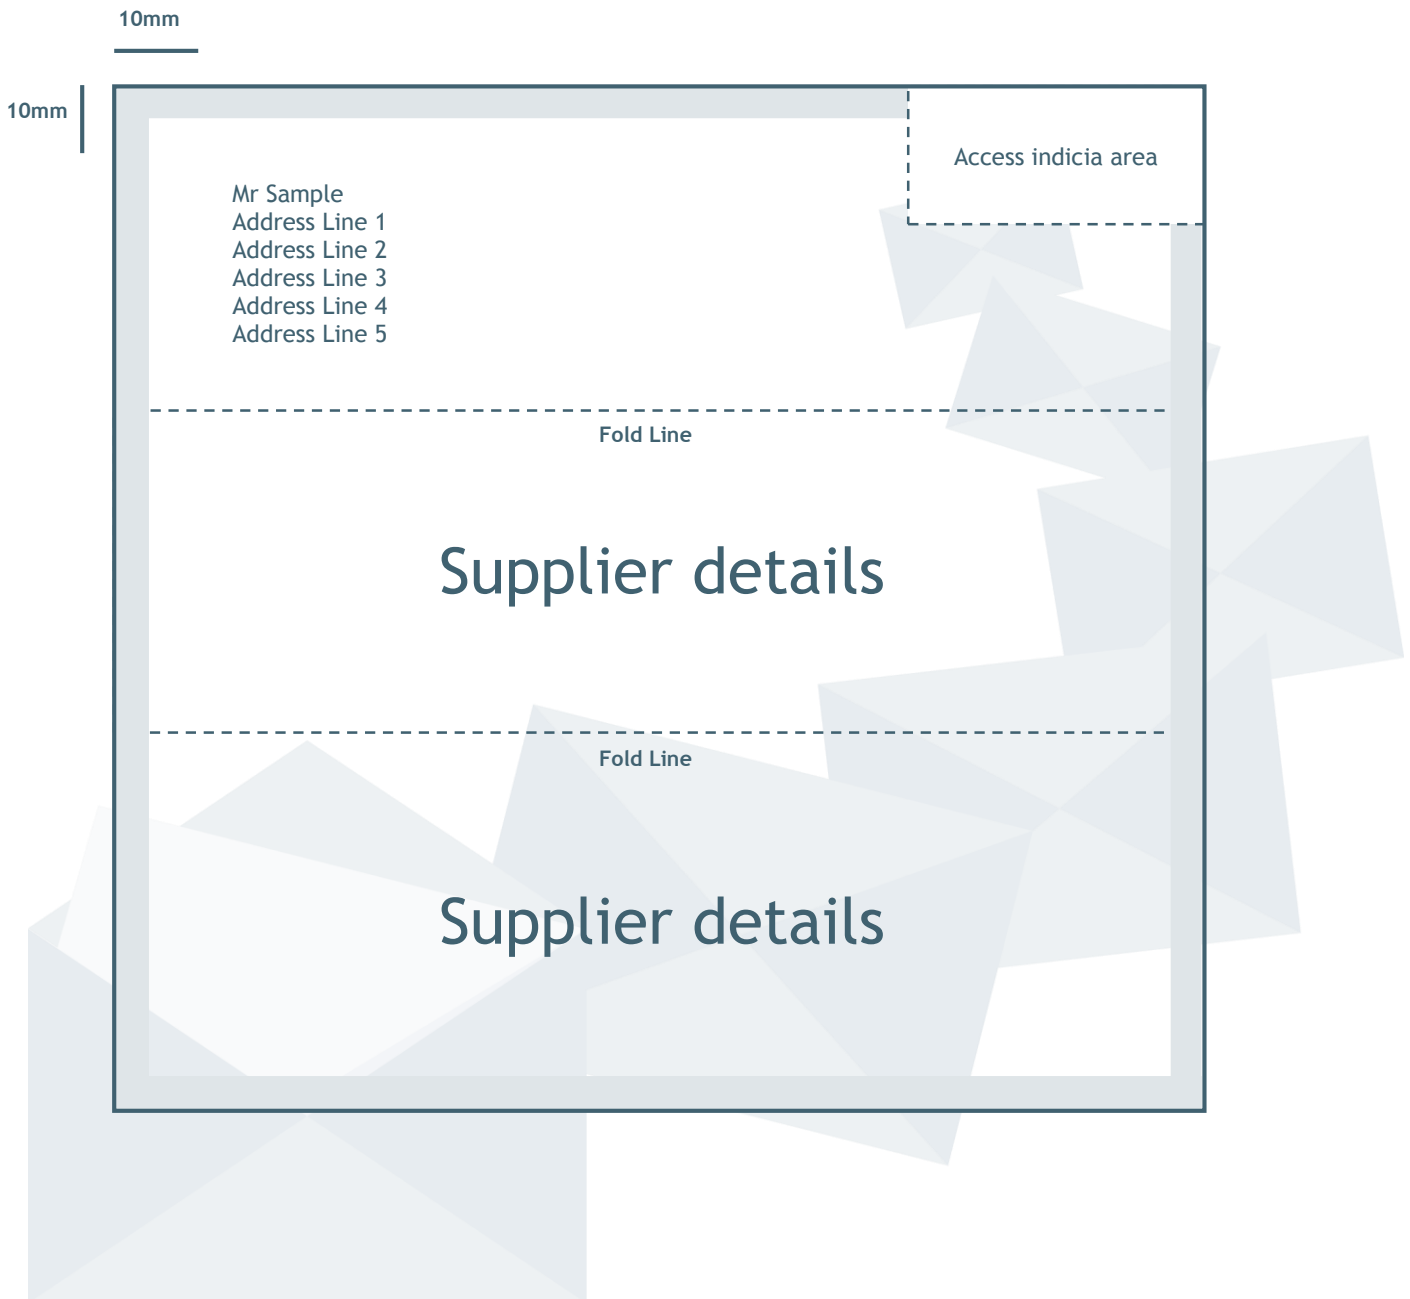 10mm
10mm
Access indicia area
Mr Sample
Address Line 1
Address Line 2
Address Line 3
Address Line 4
Address Line 5
Fold Line
Supplier details
Fold Line
Supplier details